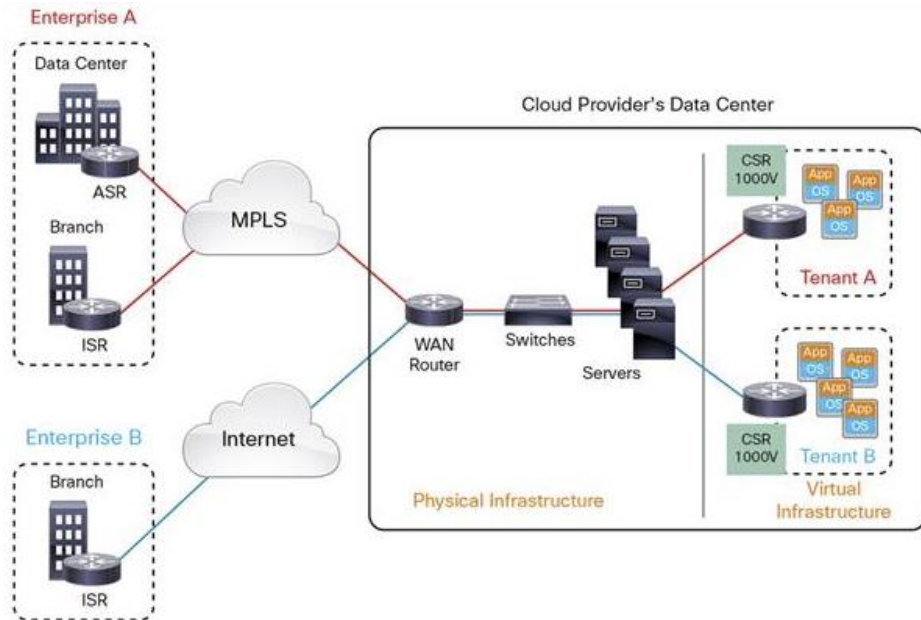 Enterprise A
Data Center
ASR
Branch
ISR
MPLS
Enterprise B
Branch
ISR
Internet
Cloud Provider's Data Center
WAN
Router
Switches
Servers
Physical Infrastructure
CSR
1000V
App
OS
App
OS
App
OS
Tenant A
App
OS
App
OS
App
OS
App
OS
CSR
1000V
Tenant B
Virtual
Infrastructure